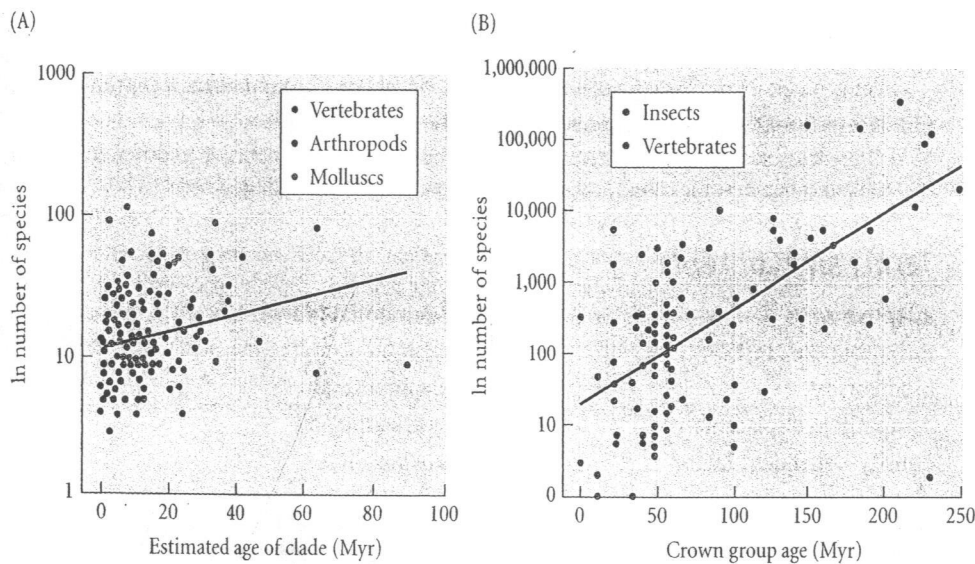 (A)
1000
100
10
1
ln number of species
Vertebrates
Arthropods
Molluscs
0 20 40 60 80 100
Estimated age of clade (Myr)
(B)
1,000,000
100,000
10,000
1,000
100
10
0
ln number of species
Insects
Vertebrates
0 50 100 150 200 250
Crown group age (Myr)